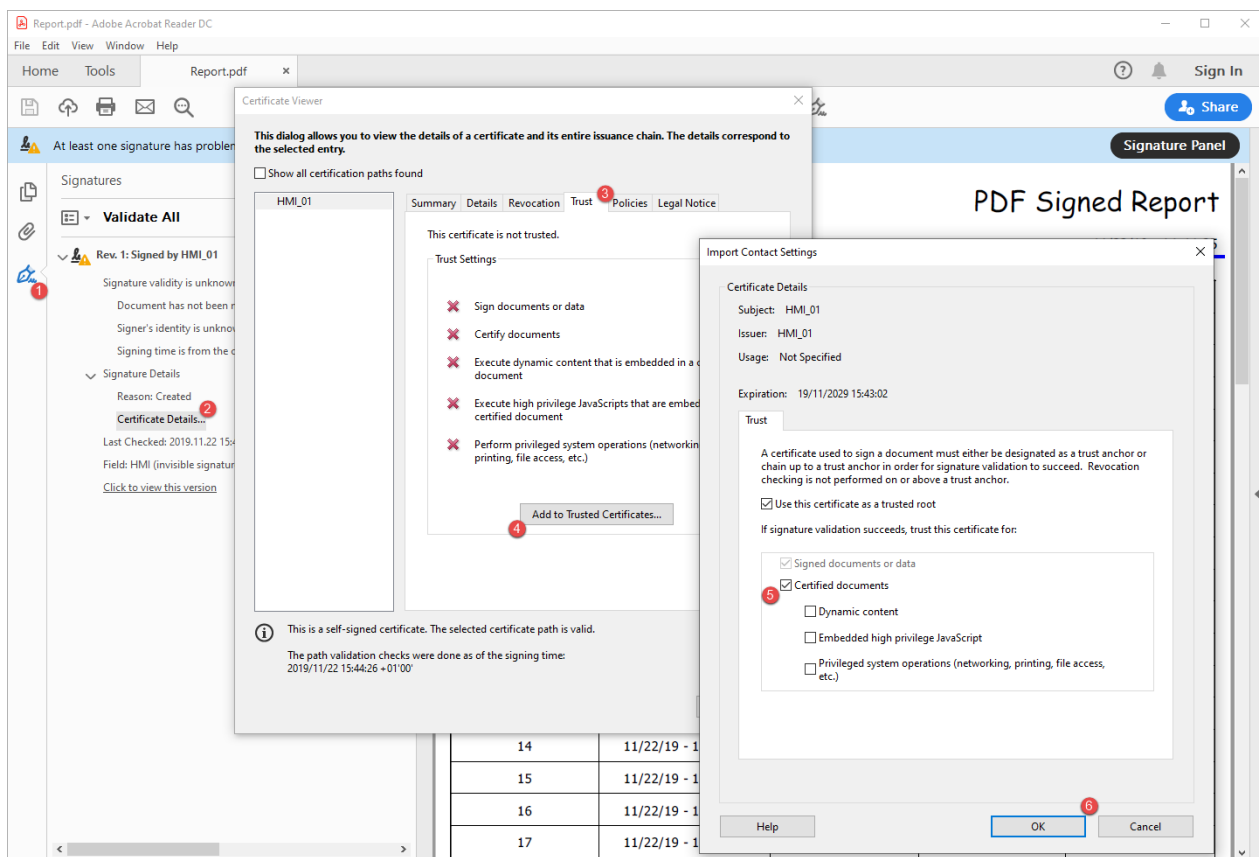 Report.pdf - Adobe Acrobat Reader DC
File Edit View Window Help
Home Tools Report.pdf × ? Sign In
Share
At least one signature has
Signature Panel
Signatures
Validate All
Rev. 1: Signed by HMI_01
Signature validity is
Document has not been
Signer's identity is
Signing time is from the
Signature Details
Reason: Created
Certificate Details...
Last Checked: 2019.11.22
Field: HMI (invisible
Click to view this version
1
2
Certificate Viewer
This dialog allows you to view the details of a certificate and its entire issuance chain. The details correspond to
the selected entry.
Show all certification paths found
HMI_01
Summary Details Revocation Trust Policies Legal Notice
3
This certificate is not trusted.
Trust Settings
Sign documents or data
Certify documents
Execute dynamic content that is embedded in a
document
Execute high privilege JavaScripts that are
certified document
Perform privileged system operations
printing, file access, etc.)
Add to Trusted Certificates...
4
This is a self-signed certificate. The selected certificate path is valid.
The path validation checks were done as of the signing time:
2019/11/22 15:44:26 +01'00'
PDF Signed Report
Import Contact Settings
Certificate Details
Subject: HMI_01
Issuer: HMI_01
Usage: Not Specified
Expiration: 19/11/2029 15:43:02
Trust
A certificate used to sign a document must either be designated as a trust anchor or
chain up to a trust anchor in order for signature validation to succeed. Revocation
checking is not performed on or above a trust anchor.
Use this certificate as a trusted root
If signature validation succeeds, trust this certificate for:
Signed documents or data
Certified documents
5
Dynamic content
Embedded high privilege JavaScript
Privileged system operations (networking, printing, file access,
etc.)
6
Help OK Cancel
14 11/22/19 - 1
15 11/22/19 - 1
16 11/22/19 - 1
17 11/22/19 - 1